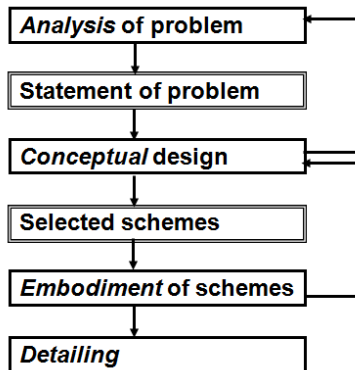 Analysis of problem
Statement of problem
Conceptual design
Selected schemes
Embodiment of schemes
Detailing